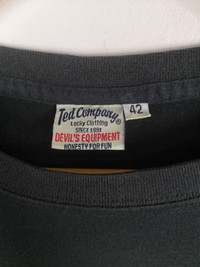 Ted Company®
Lucky Clothing
SINCE 1991
DEVIL'S EQUIPMENT
HONESTY FOR FUN
42